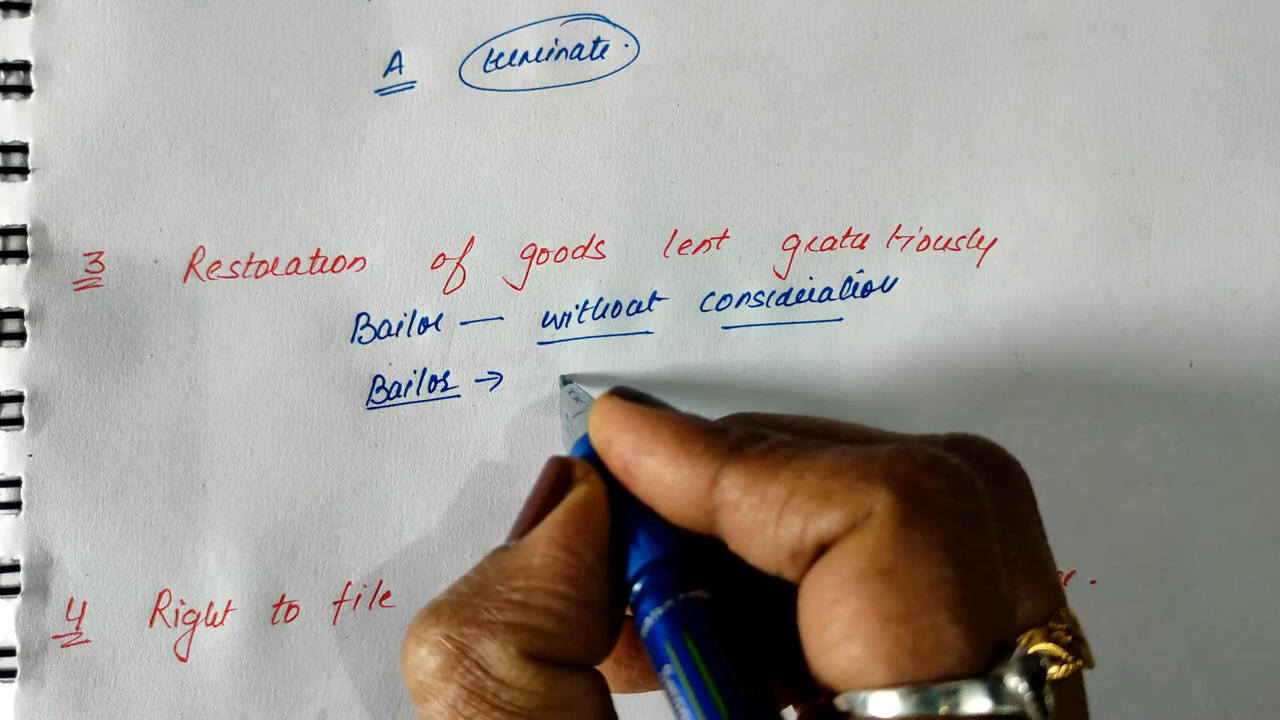 A terminate.
3 Restoration of goods lent gratuitously
Bailor — without consideration
Bailor →
4 Right to file